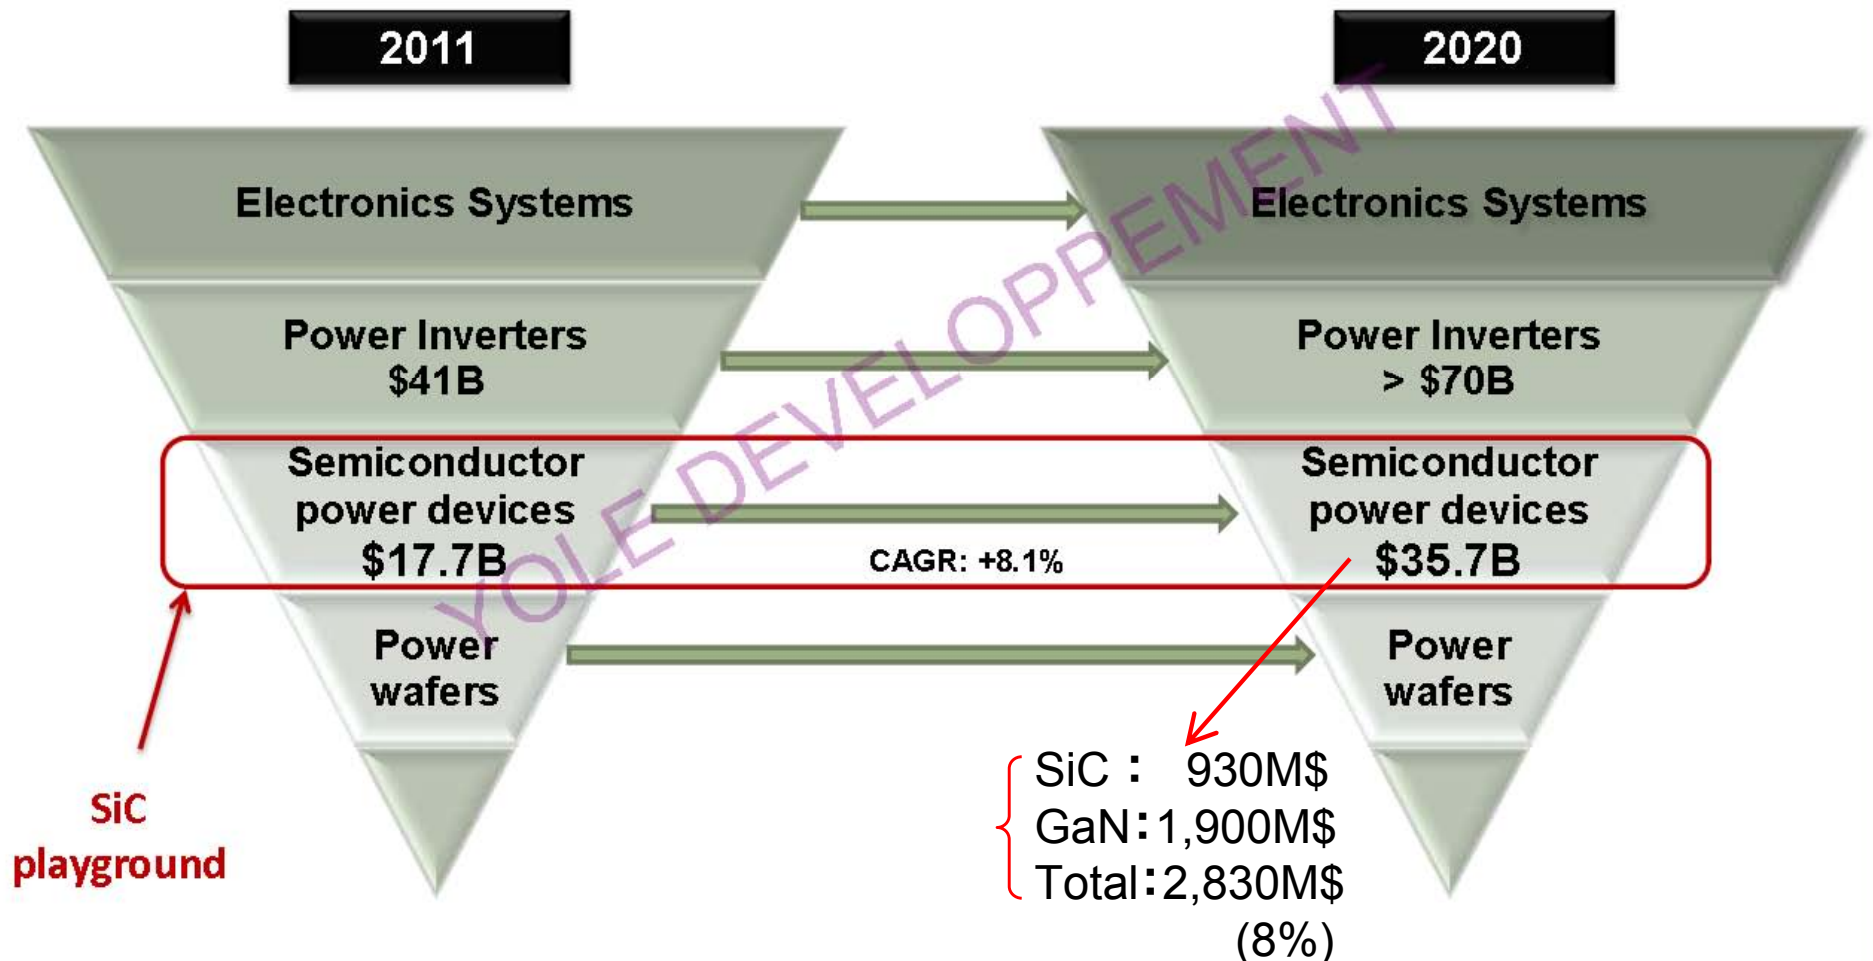 2011
2020
Electronics Systems
Electronics Systems
Power Inverters
$41B
Power Inverters
> $70B
Semiconductor
power devices
$17.7B
CAGR: +8.1%
Semiconductor
power devices
$35.7B
Power
wafers
Power
wafers
SiC
playground
SiC : 930M$
GaN:1,900M$
Total:2,830M$
(8%)
YOLE DEVELOPPEMENT